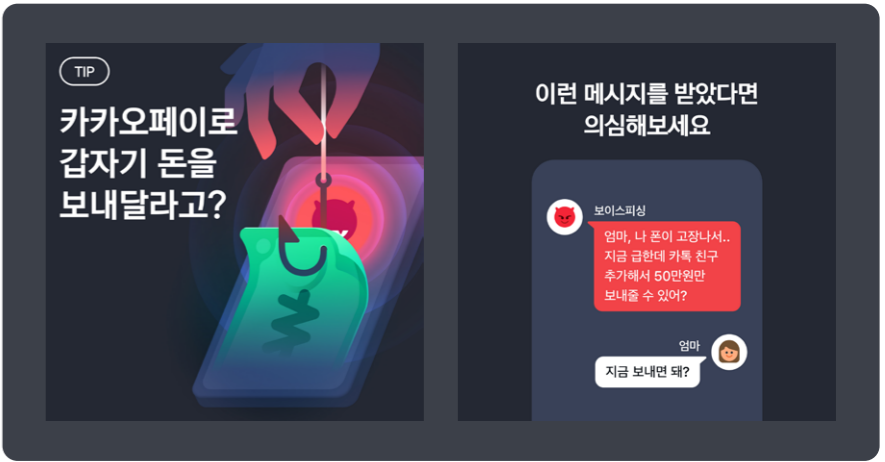 TIP
카카오페이로
갑자기 돈을
보내달라고?
이런 메시지를 받았다면
의심해보세요
보이스피싱
엄마, 나 폰이 고장나서..
지금 급한데 카톡 친구
추가해서 50만원만
보내줄 수 있어?
엄마
지금 보내면 돼?